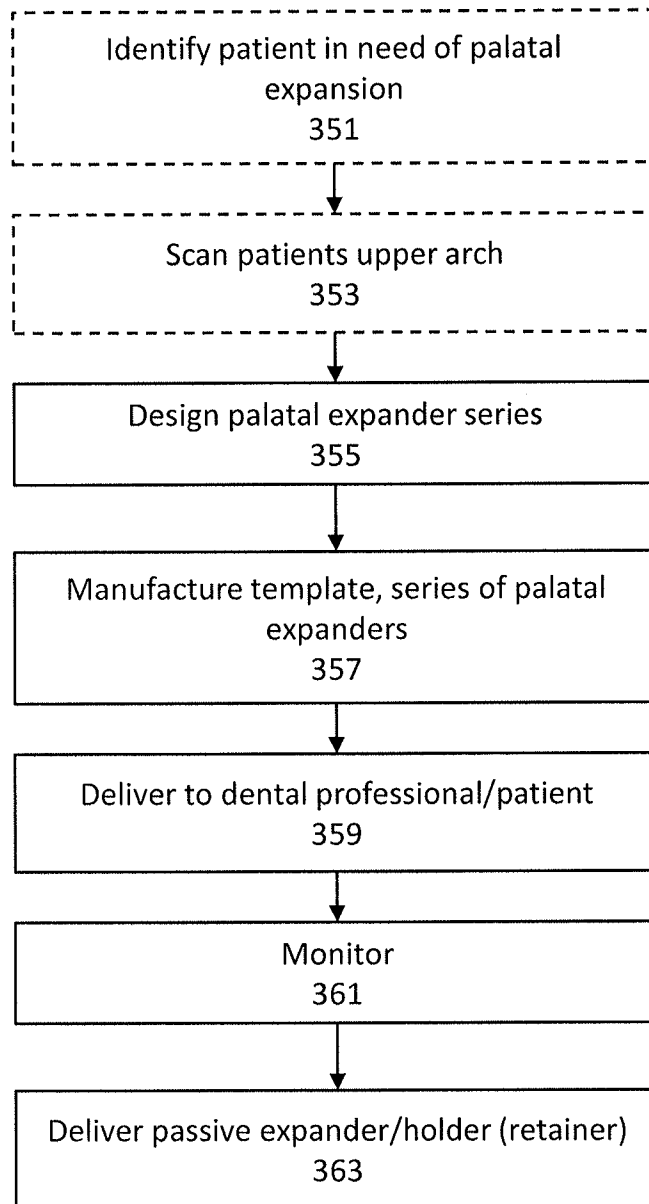 Identify patient in need of palatal
expansion
351
Scan patients upper arch
353
Design palatal expander series
355
Manufacture template, series of palatal
expanders
357
Deliver to dental professional/patient
359
Monitor
361
Deliver passive expander/holder (retainer)
363